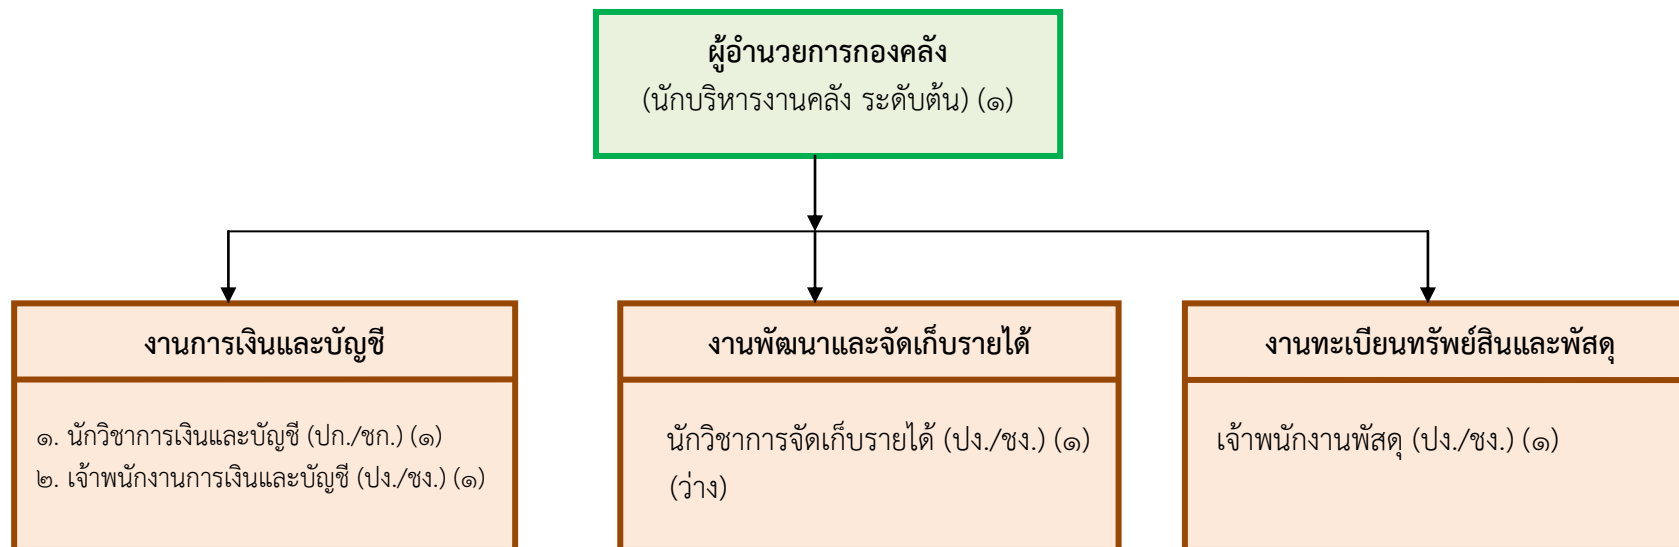 ผู้อำนวยการกองคลัง
(นักบริหารงานคลัง ระดับต้น) (๑)
งานการเงินและบัญชี
๑. นักวิชาการเงินและบัญชี (ปก./ชก.) (๑)
๒. เจ้าพนักงานการเงินและบัญชี (ปง./ชง.) (๑)
งานพัฒนาและจัดเก็บรายได้
นักวิชาการจัดเก็บรายได้ (ปง./ชง.) (๑)
(ว่าง)
งานทะเบียนทรัพย์สินและพัสดุ
เจ้าพนักงานพัสดุ (ปง./ชง.) (๑)